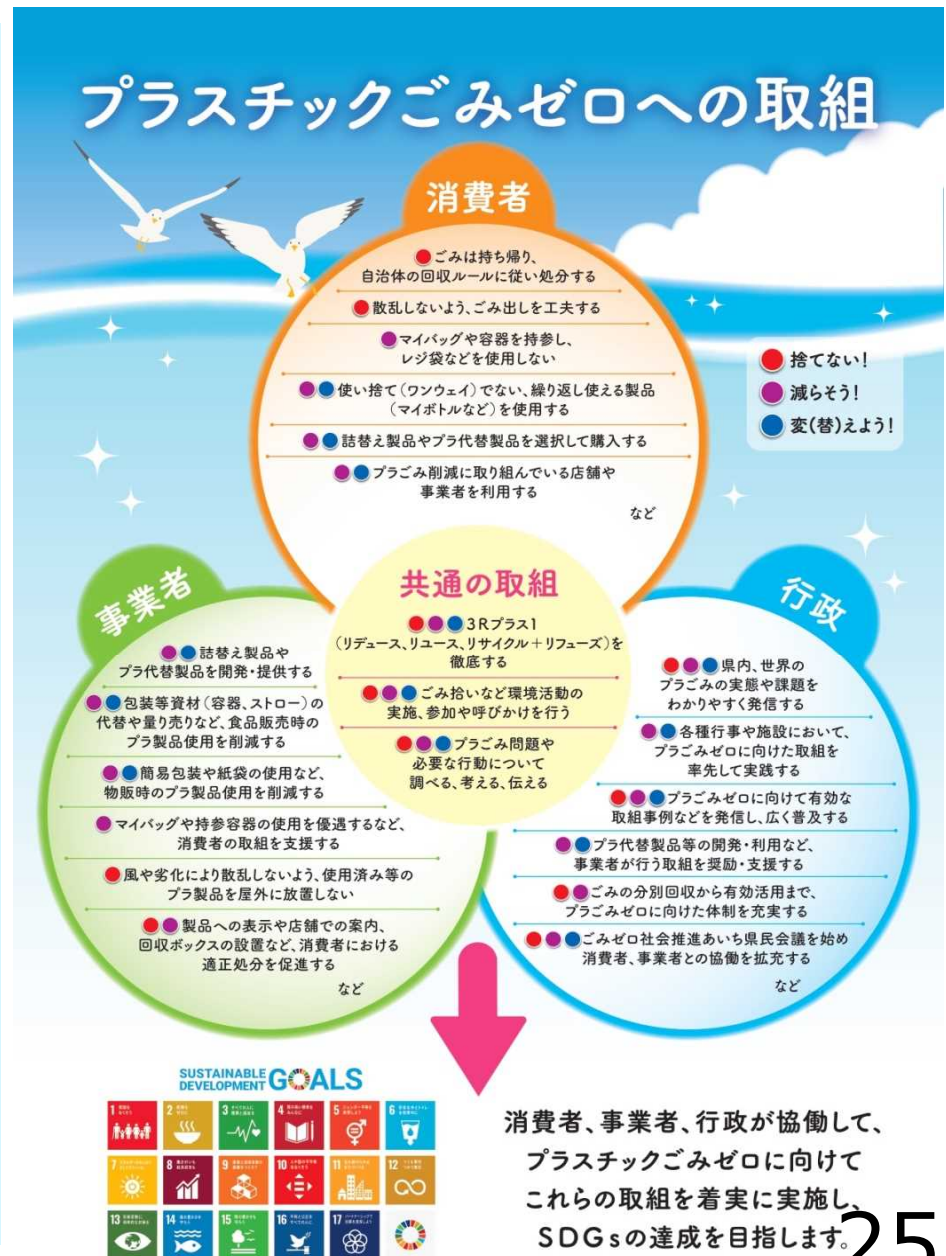 プラスチックごみゼロへの取組
消費者
●ごみは持ち帰り、
自治体の回収ルールに従い処分する
●散乱しないよう、ごみ出しを工夫する
●マイバッグや容器を持参し、
レジ袋などを使用しない
●●使い捨て(ワンウェイ)でない、繰り返し使える製品
(マイボトルなど)を使用する
●●詰替え製品やプラ代替製品を選択して購入する
●●プラごみ削減に取り組んでいる店舗や
事業者を利用する
など
●捨てない!
●減らそう!
●変(替)えよう!
共通の取組
●●●3Rプラス1
(リデュース、リユース、リサイクル+リフューズ)を
徹底する
●●●ごみ拾いなど環境活動の
実施、参加や呼びかけを行う
●●●プラごみ問題や
必要な行動について
調べる、考える、伝える
事業者
●●詰替え製品や
プラ代替製品を開発・提供する
●●包装等資材(容器、ストロー)の
代替や量り売りなど、食品販売時の
プラ製品使用を削減する
●●簡易包装や紙袋の使用など、
物販時のプラ製品使用を削減する
●マイバッグや持参容器の使用を優遇するなど、
消費者の取組を支援する
●風や劣化により散乱しないよう、使用済み等の
プラ製品を屋外に放置しない
●●製品への表示や店舗での案内、
回収ボックスの設置など、消費者における
適正処分を促進する
など
行政
●●●県内、世界の
プラごみの実態や課題を
わかりやすく発信する
●●各種行事や施設において、
プラごみゼロに向けた取組を
率先して実践する
●●●プラごみゼロに向けて有効な
取組事例などを発信し、広く普及する
●●プラ代替製品等の開発・利用など、
事業者が行う取組を奨励・支援する
●●ごみの分別回収から有効活用まで、
プラごみゼロに向けた体制を充実する
●●●ごみゼロ社会推進あいち県民会議を始め
消費者、事業者との協働を拡充する
など
SUSTAINABLE
DEVELOPMENT GOALS
1
2
3
4
5
6
7
8
9
10
11
12
13
14
15
16
17
消費者、事業者、行政が協働して、
プラスチックごみゼロに向けて
これらの取組を着実に実施し、
SDGsの達成を目指します。
25